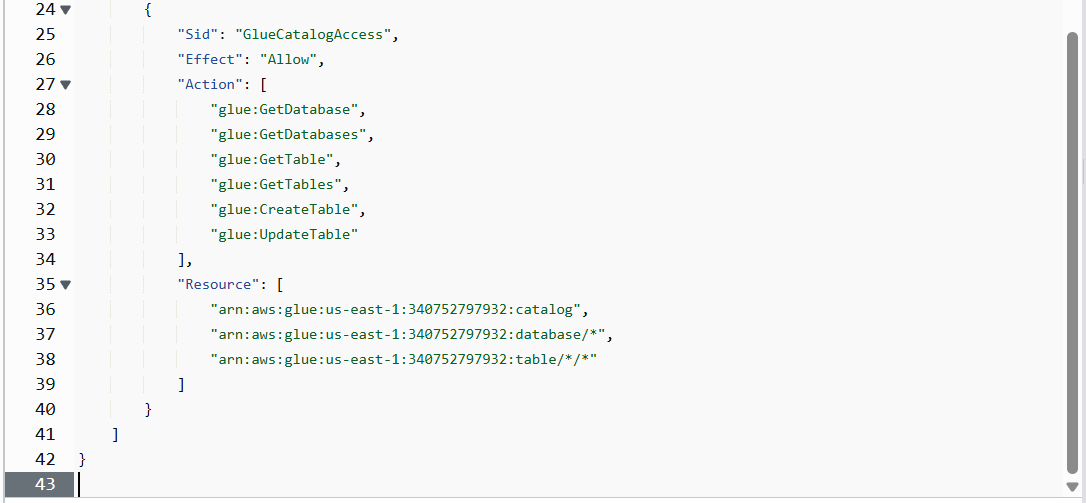 24 {
25 "Sid": "GlueCatalogAccess",
26 "Effect": "Allow",
27 "Action": [
28 "glue:GetDatabase",
29 "glue:GetDatabases",
30 "glue:GetTable",
31 "glue:GetTables",
32 "glue:CreateTable",
33 "glue:UpdateTable"
34 ],
35 "Resource": [
36 "arn:aws:glue:us-east-1:340752797932:catalog",
37 "arn:aws:glue:us-east-1:340752797932:database/*",
38 "arn:aws:glue:us-east-1:340752797932:table/*/*"
39 ]
40 }
41 ]
42 }
43